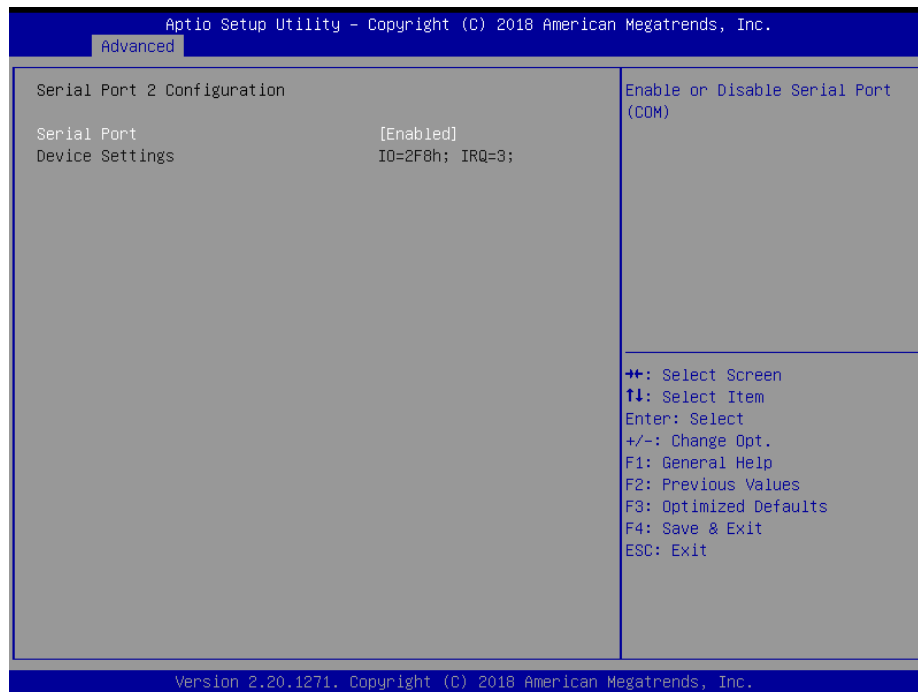 Aptio Setup Utility – Copyright (C) 2018 American Megatrends, Inc.
Advanced
Serial Port 2 Configuration
Serial Port [Enabled]
Device Settings IO=2F8h; IRQ=3;
Enable or Disable Serial Port
(COM)
→←: Select Screen
↑↓: Select Item
Enter: Select
+/-: Change Opt.
F1: General Help
F2: Previous Values
F3: Optimized Defaults
F4: Save & Exit
ESC: Exit
Version 2.20.1271. Copyright (C) 2018 American Megatrends, Inc.